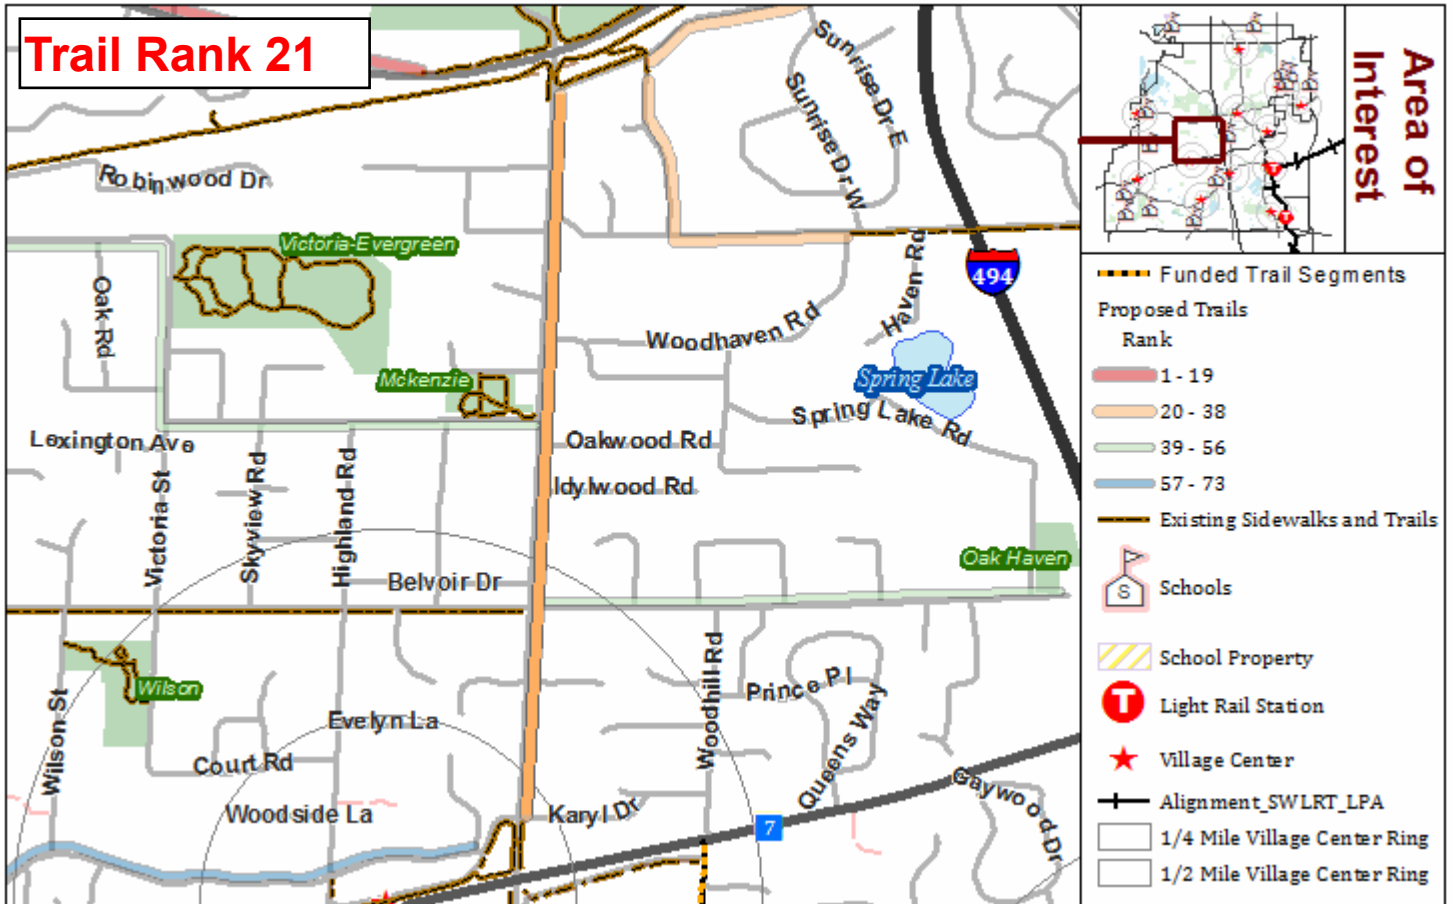 Trail Rank 21
Area of
Interest
Sunrise Dr E
Sunrise Dr W
Robinwood Dr
Victoria-Evergreen
Haven Rd
494
Oak Rd
Woodhaven Rd
Mckenzie
Spring Lake
Spring Lake Rd
Lexington Ave
Oakwood Rd
Idylwood Rd
Victoria St
Skyview Rd
Highland Rd
Belvoir Dr
Oak Haven
Wilson
Wilson St
Woodhill Rd
Prince Pl
Queens Way
Evelyn La
Court Rd
Woodside La
Karyl Dr
7
Gaywood Dr
Funded Trail Segments
Proposed Trails
Rank
1 - 19
20 - 38
39 - 56
57 - 73
Existing Sidewalks and Trails
S
Schools
School Property
T
Light Rail Station
Village Center
Alignment_SWLRT_LPA
1/4 Mile Village Center Ring
1/2 Mile Village Center Ring